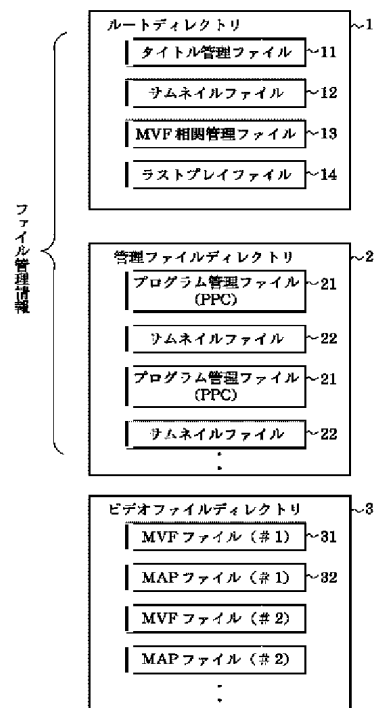 ルートディレクトリ ~1
タイトル管理ファイル ~11
サムネイルファイル ~12
MVF相関管理ファイル ~13
ラストプレイファイル ~14
ファイル管理情報
管理ファイルディレクトリ ~2
プログラム管理ファイル ~21
(PPC)
サムネイルファイル ~22
プログラム管理ファイル ~21
(PPC)
サムネイルファイル ~22
ビデオファイルディレクトリ ~3
MVFファイル(#1) ~31
MAPファイル(#1) ~32
MVFファイル(#2)
MAPファイル(#2)